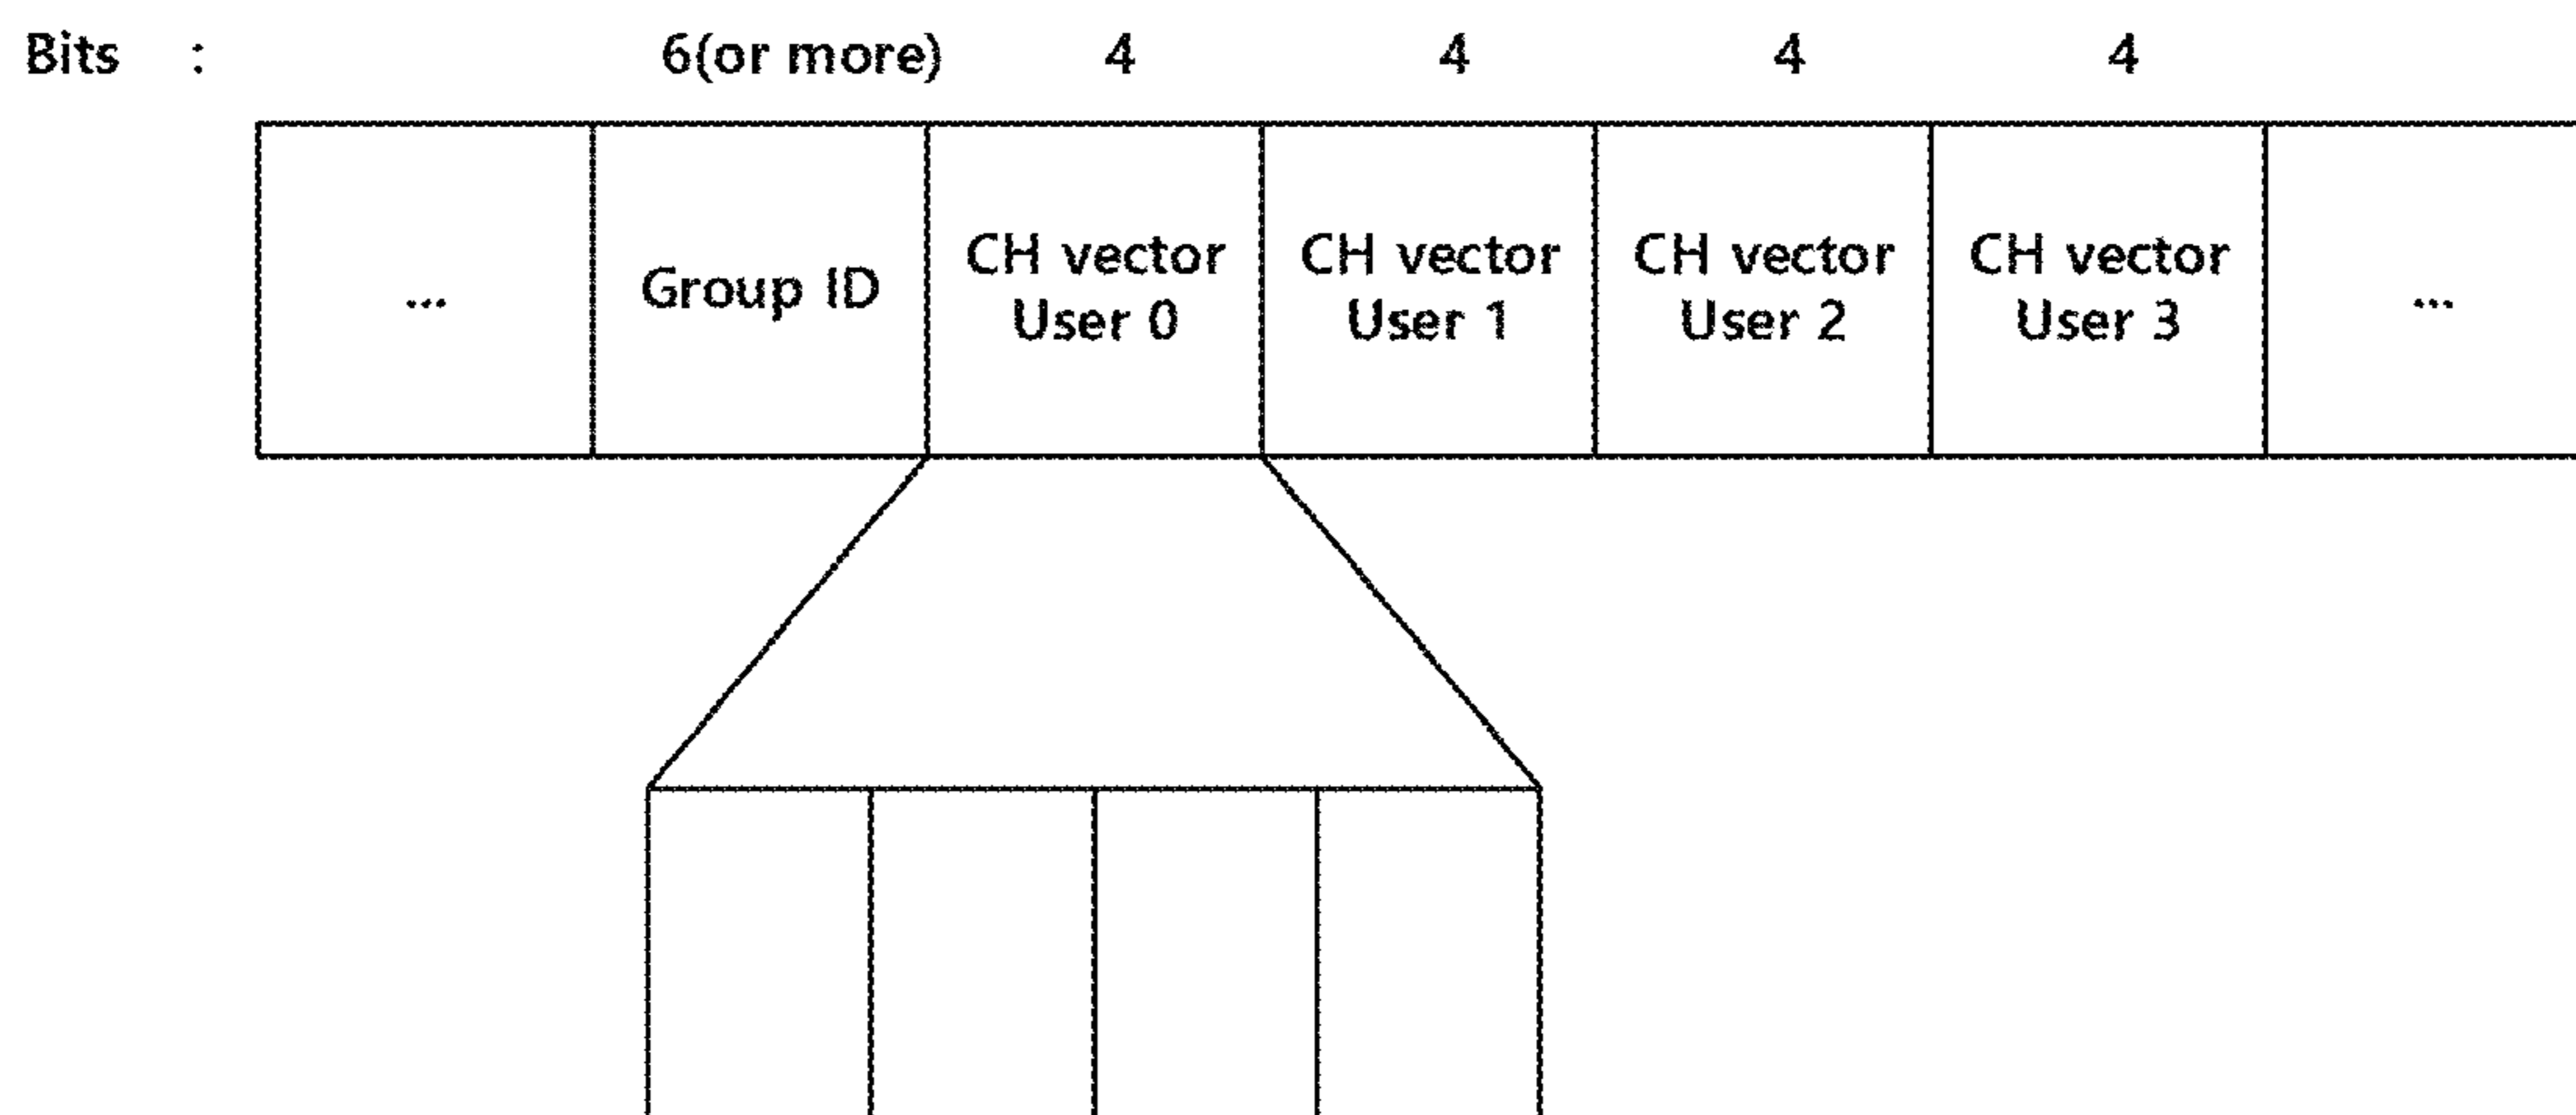 Bits : 6(or more) 4 4 4 4
... Group ID CH vector User 0 CH vector User 1 CH vector User 2 CH vector User 3 ...